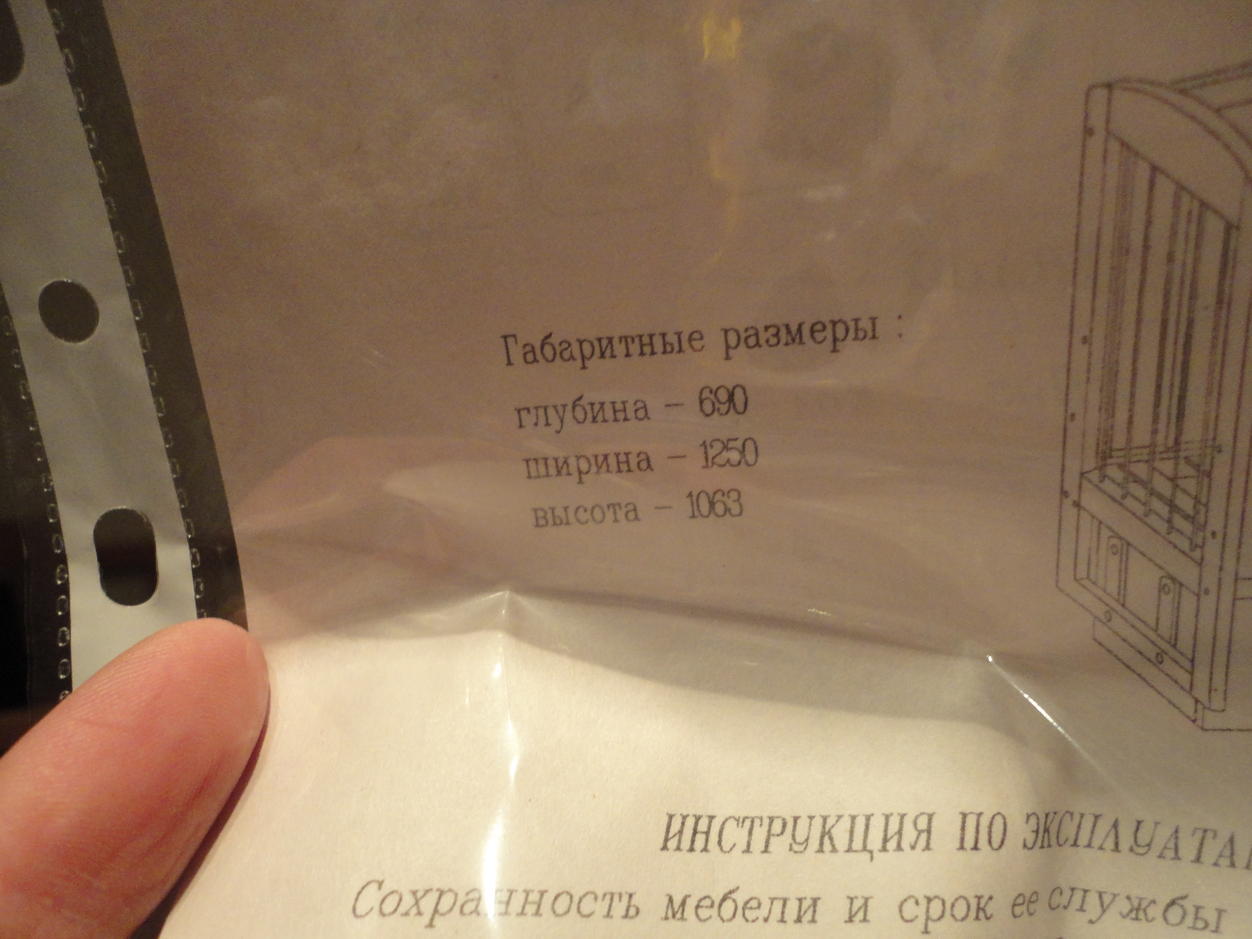 Габаритные размеры :
глубина – 690
ширина – 1250
высота – 1063
ИНСТРУКЦИЯ ПО ЭКСПЛУАТА
Сохранность мебели и срок ее службы